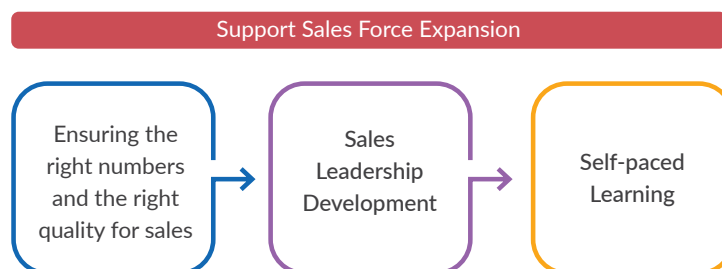 Support Sales Force Expansion
Ensuring the
right numbers
and the right
quality for sales
Sales
Leadership
Development
Self-paced
Learning